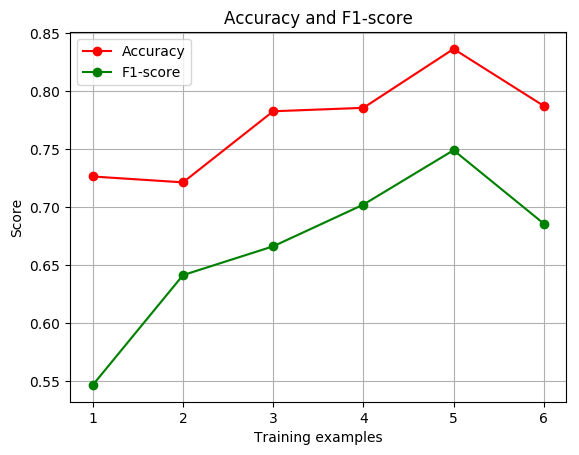 Accuracy and F1-score
Accuracy
F1-score
0.85
0.80
0.75
0.70
0.65
0.60
0.55
Score
1 2 3 4 5 6
Training examples